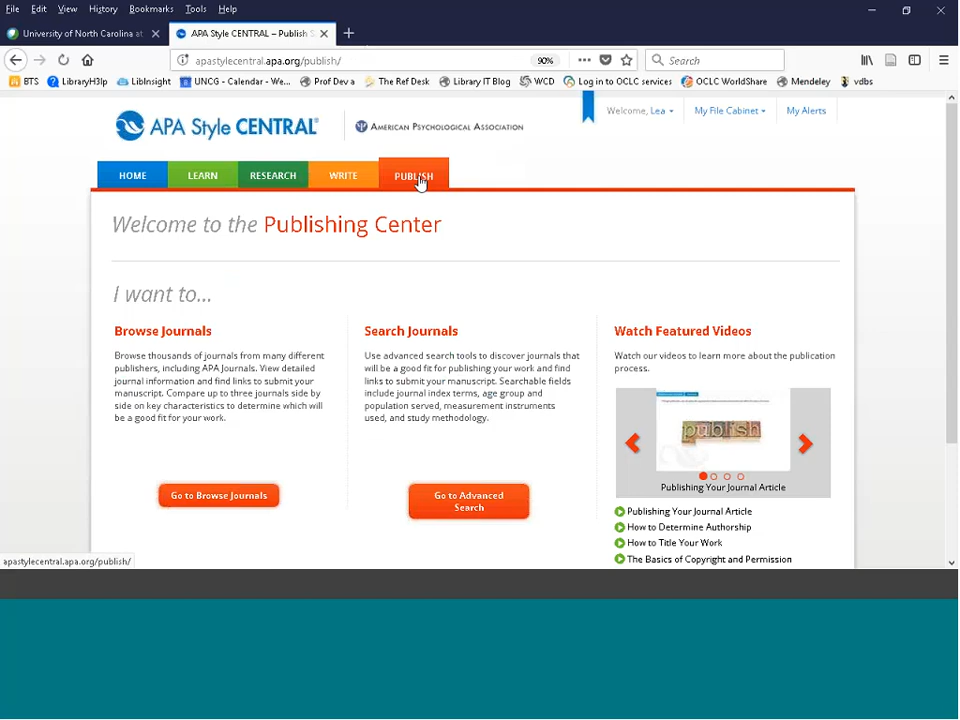 File Edit View History Bookmarks Tools Help
University of North Carolina at
APA Style CENTRAL – Publish S
apastylecentral.apa.org/publish/
90%
Search
BTS LibraryH3lp LibInsight UNCG - Calendar - We... Prof Dev a The Ref Desk Library IT Blog WCD Log in to OCLC services OCLC WorldShare Mendeley vdbs
APA Style CENTRAL®
AMERICAN PSYCHOLOGICAL ASSOCIATION
Welcome, Lea My File Cabinet My Alerts
HOME LEARN RESEARCH WRITE PUBLISH
Welcome to the Publishing Center
I want to...
Browse Journals
Browse thousands of journals from many different
publishers, including APA Journals. View detailed
journal information and find links to submit your
manuscript. Compare up to three journals side by
side on key characteristics to determine which will
be a good fit for your work.
Go to Browse Journals
Search Journals
Use advanced search tools to discover journals that
will be a good fit for publishing your work and find
links to submit your manuscript. Searchable fields
include journal index terms, age group and
population served, measurement instruments
used, and study methodology.
Go to Advanced
Search
Watch Featured Videos
Watch our videos to learn more about the publication
process.
publish
Publishing Your Journal Article
Publishing Your Journal Article
How to Determine Authorship
How to Title Your Work
The Basics of Copyright and Permission
apastylecentral.apa.org/publish/